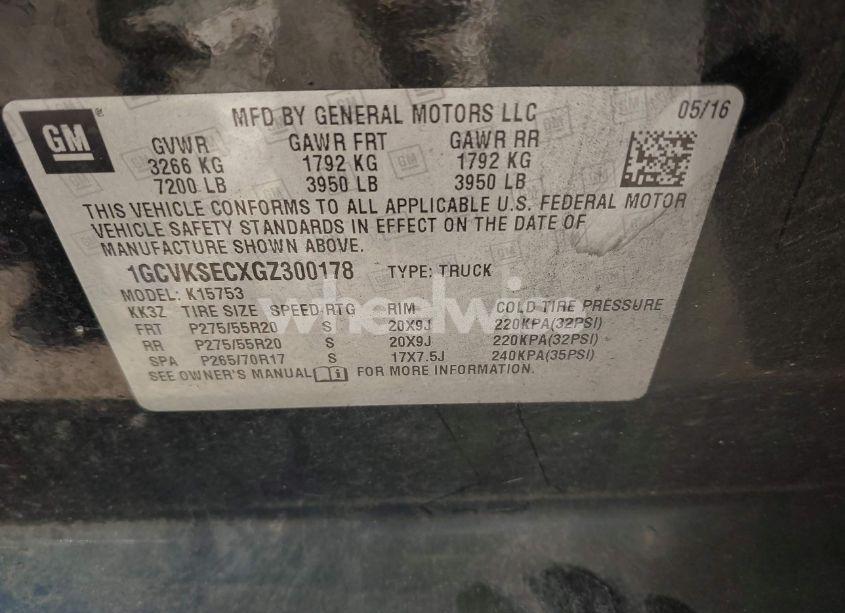 GM
MFD BY GENERAL MOTORS LLC 05/16
GVWR GAWR FRT GAWR RR
3266 KG 1792 KG 1792 KG
7200 LB 3950 LB 3950 LB
THIS VEHICLE CONFORMS TO ALL APPLICABLE U.S. FEDERAL MOTOR
VEHICLE SAFETY STANDARDS IN EFFECT ON THE DATE OF
MANUFACTURE SHOWN ABOVE.
1GCVKSECXGZ300178 TYPE: TRUCK
MODEL: K15753
KK3Z TIRE SIZE SPEED RTG RIM COLD TIRE PRESSURE
FRT P275/55R20 S 20X9J 220KPA(32PSI)
RR P275/55R20 S 20X9J 220KPA(32PSI)
SPA P265/70R17 S 17X7.5J 240KPA(35PSI)
SEE OWNER'S MANUAL FOR MORE INFORMATION.